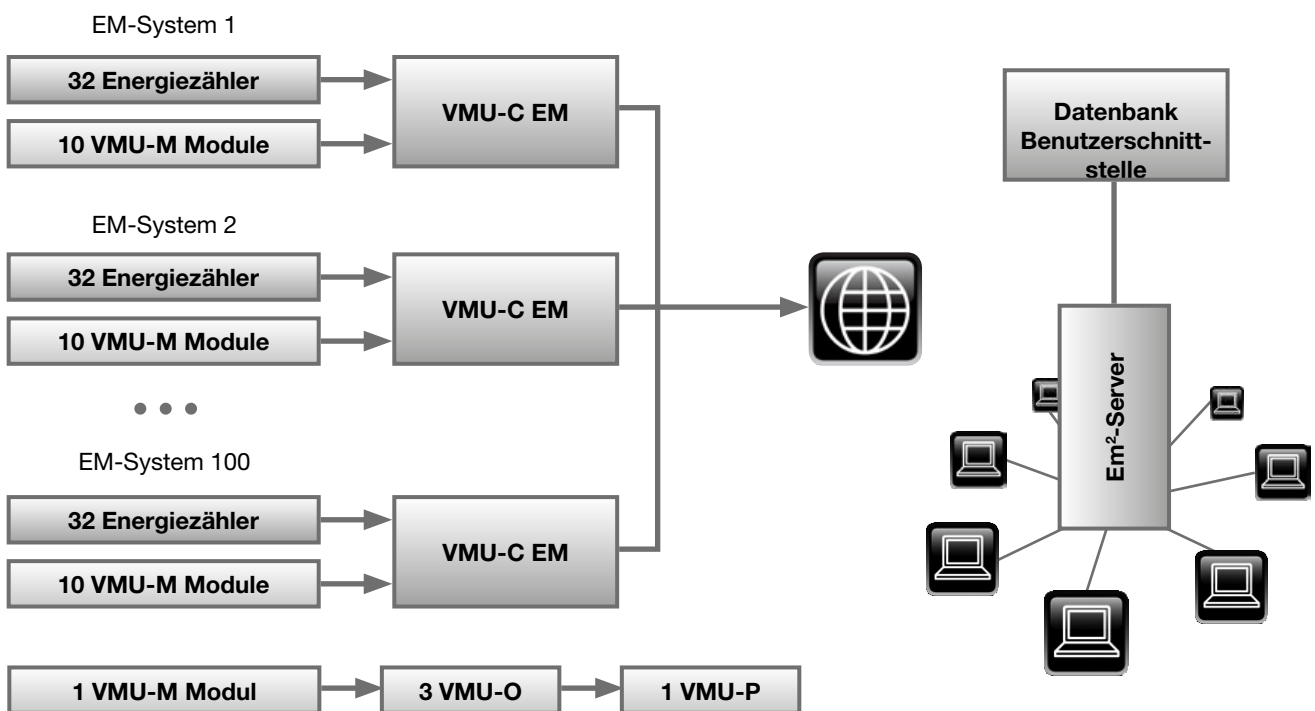 EM-System 1
32 Energiezähler
10 VMU-M Module
VMU-C EM
EM-System 2
32 Energiezähler
10 VMU-M Module
VMU-C EM
EM-System 100
32 Energiezähler
10 VMU-M Module
VMU-C EM
1 VMU-M Modul
3 VMU-O
1 VMU-P
Datenbank
Benutzerschnitt-
stelle
Em²-Server